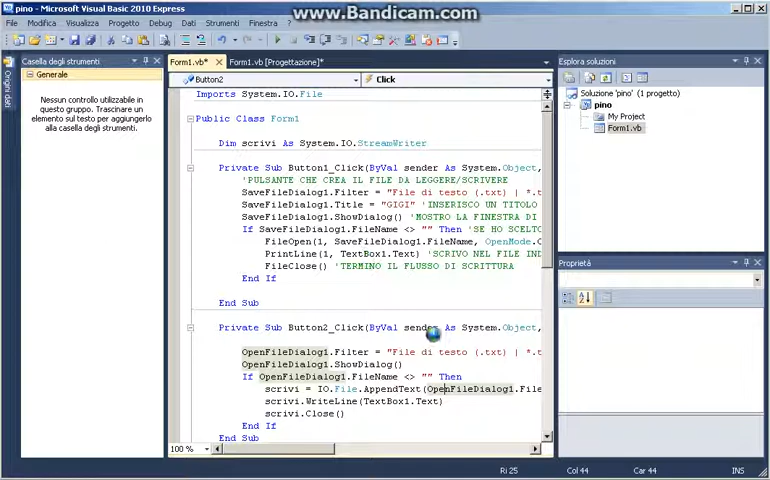 pino - Microsoft Visual Basic 2010 Express
www.Bandicam.com
File Modifica Visualizza Progetto Debug Dati Strumenti Finestra ?
Casella degli strumenti
Generale
Nessun controllo utilizzabile in
questo gruppo. Trascinare un
elemento sul testo per aggiungerlo
alla casella degli strumenti.
Origini dati
Form1.vb*
Form1.vb [Progettazione]*
Button2
Click
Imports System.IO.File
Public Class Form1
Dim scrivi As System.IO.StreamWriter
Private Sub Button1_Click(ByVal sender As System.Object,
'PULSANTE CHE CREA IL FILE DA LEGGERE/SCRIVERE
SaveFileDialog1.Filter = "File di testo (.txt) | *.t
SaveFileDialog1.Title = "GIGI" 'INSERISCO UN TITOLO
SaveFileDialog1.ShowDialog() 'MOSTRO LA FINESTRA DI
If SaveFileDialog1.FileName <> "" Then 'SE HO SCELTO
FileOpen(1, SaveFileDialog1.FileName, OpenMode.O
PrintLine(1, TextBox1.Text) 'SCRIVO NEL FILE IND
FileClose() 'TERMINO IL FLUSSO DI SCRITTURA
End If
End Sub
Private Sub Button2_Click(ByVal sender As System.Object,
OpenFileDialog1.Filter = "File di testo (.txt) | *.t
OpenFileDialog1.ShowDialog()
If OpenFileDialog1.FileName <> "" Then
scrivi = IO.File.AppendText(OpenFileDialog1.File
scrivi.WriteLine(TextBox1.Text)
scrivi.Close()
End If
End Sub
100 %
Esplora soluzioni
Soluzione 'pino' (1 progetto)
pino
My Project
Form1.vb
Proprietà
Ri 25 Col 44 Car 44 INS